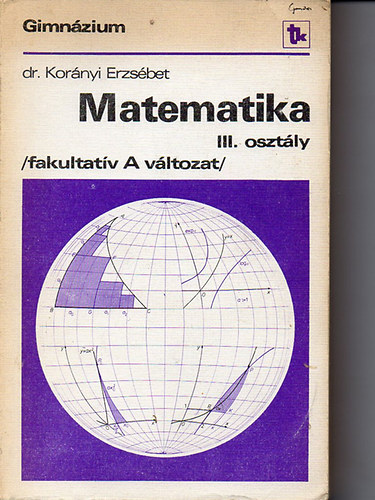 Gimnázium
tk
dr. Korányi Erzsébet
Matematika
III. osztály
/fakultatív A változat/